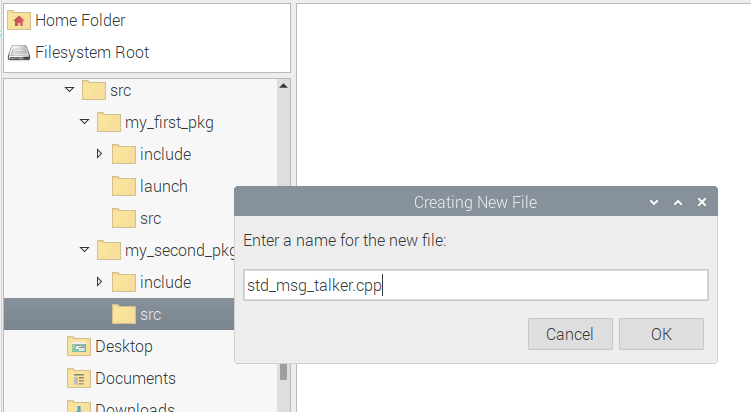 Home Folder
Filesystem Root
src
my_first_pkg
include
launch
src
my_second_pkg
include
src
Desktop
Documents
Downloads
Creating New File
Enter a name for the new file:
std_msg_talker.cpp
Cancel
OK